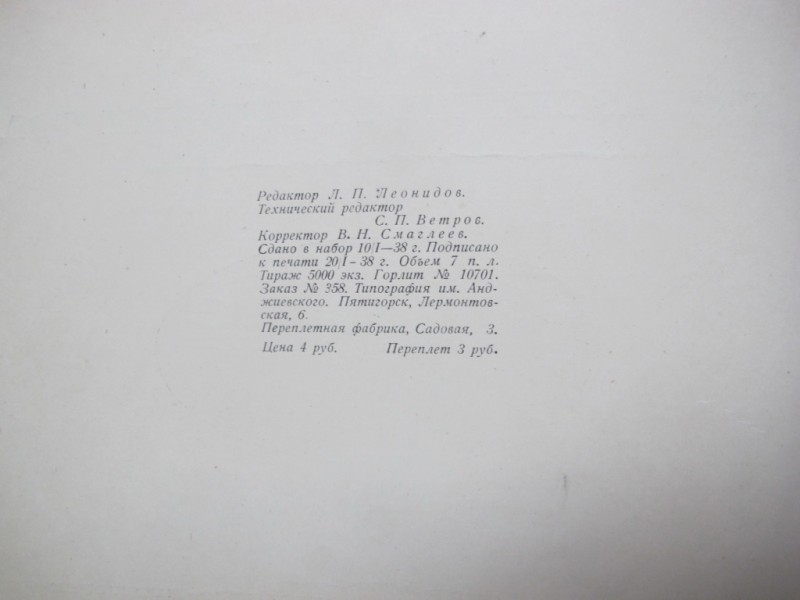 Редактор Л. П. Леонидов.
Технический редактор
С. П. Ветров.
Корректор В. Н. Смаглеев.
Сдано в набор 10/I—38 г. Подписано
к печати 20/I-38 г. Объем 7 п. л.
Тираж 5000 экз. Горлит № 10701.
Заказ № 358. Типография им. Анд-
жиевского. Пятигорск, Лермонтов-
ская, 6.
Переплетная фабрика, Садовая, 3.
Цена 4 руб. Переплет 3 руб.